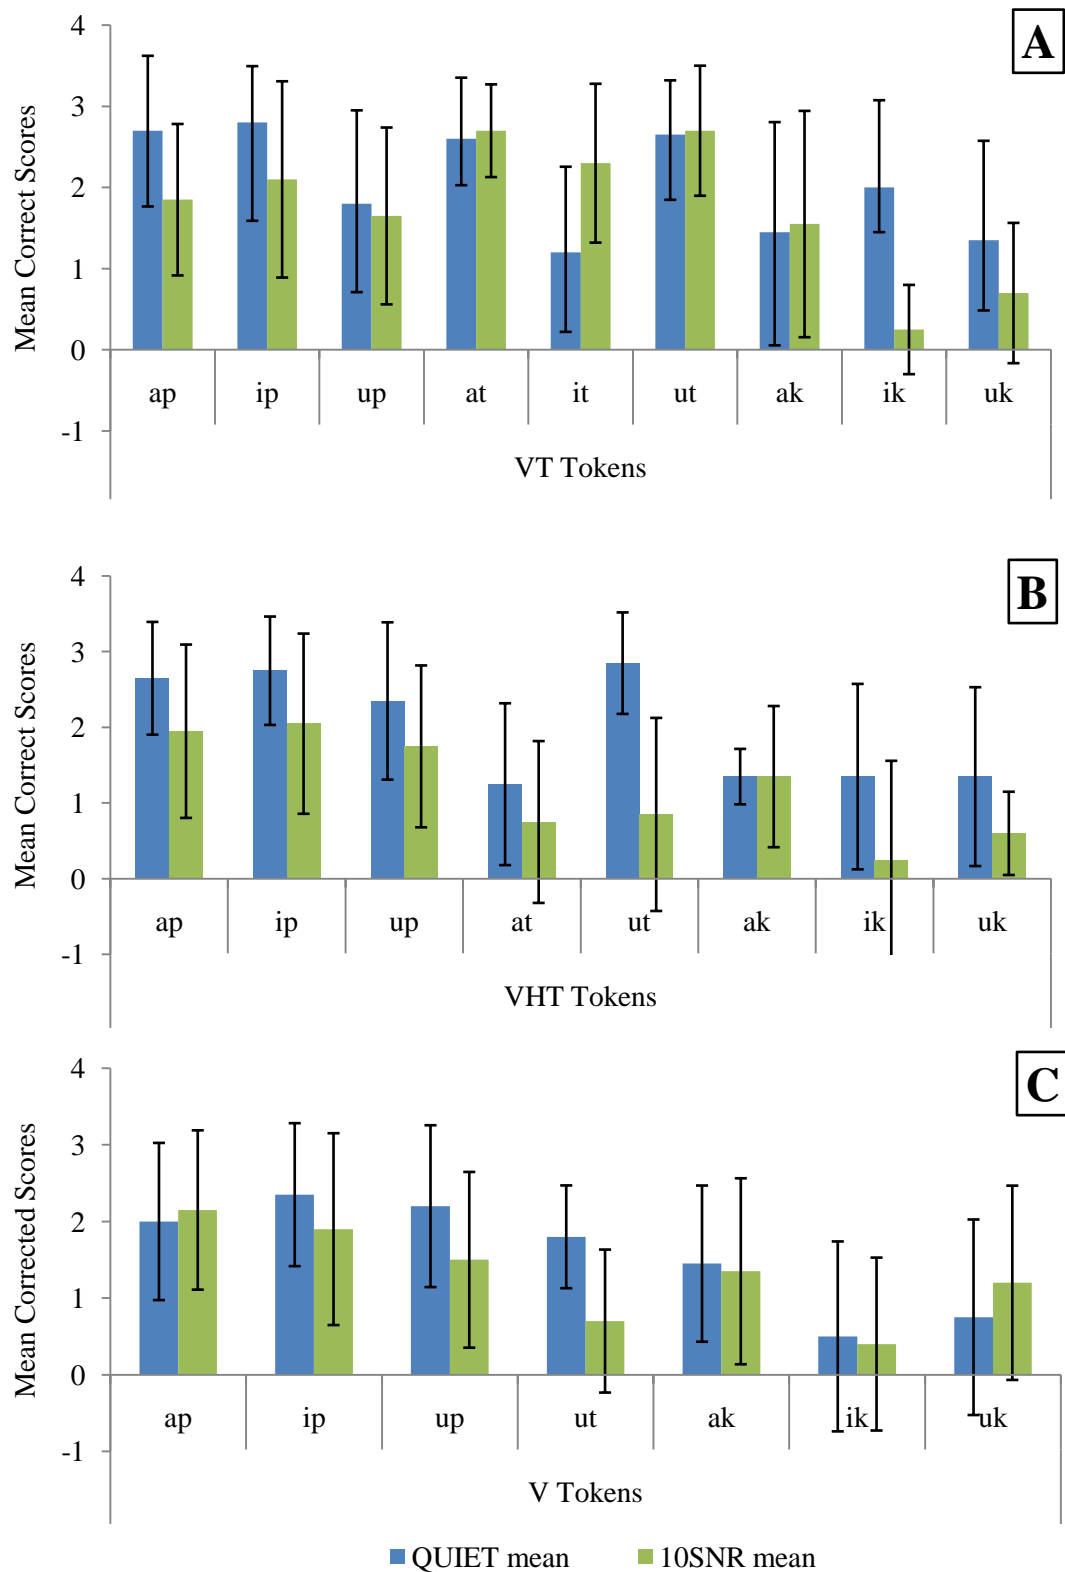 A
Mean Correct Scores
4
3
2
1
0
-1
ap ip up at it ut ak ik uk
VT Tokens
B
Mean Correct Scores
4
3
2
1
0
-1
ap ip up at ut ak ik uk
VHT Tokens
C
Mean Corrected Scores
4
3
2
1
0
-1
ap ip up ut ak ik uk
V Tokens
QUIET mean 10SNR mean